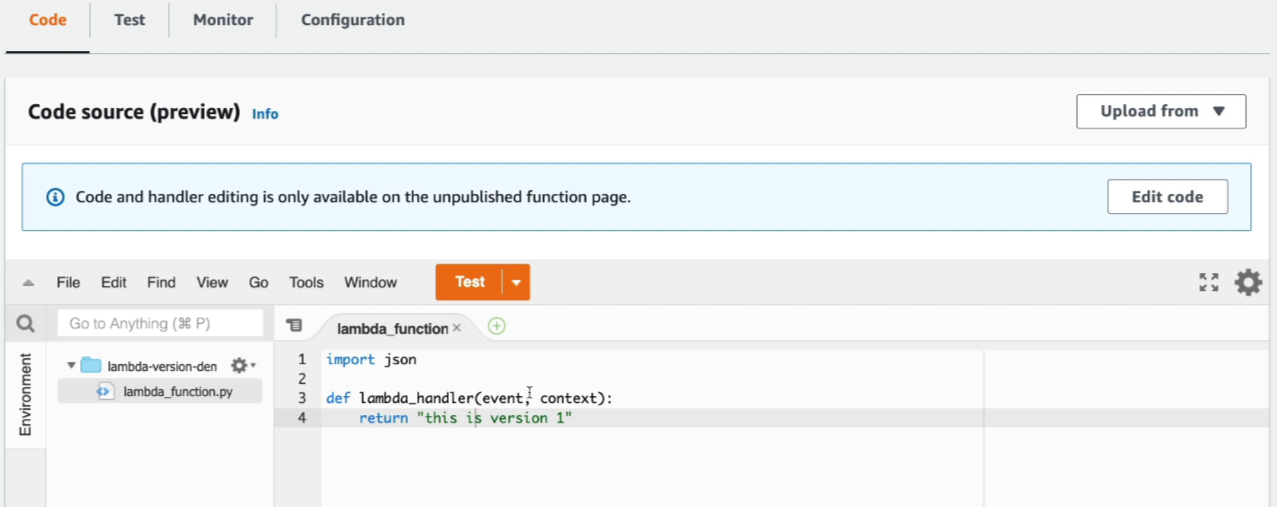 Code Test Monitor Configuration
Code source (preview) Info
Upload from
Code and handler editing is only available on the unpublished function page.
Edit code
File Edit Find View Go Tools Window Test
Go to Anything (⌘ P)
lambda_function
Environment
lambda-version-den
lambda_function.py
1 import json
2
3 def lambda_handler(event, context):
4 return "this is version 1"